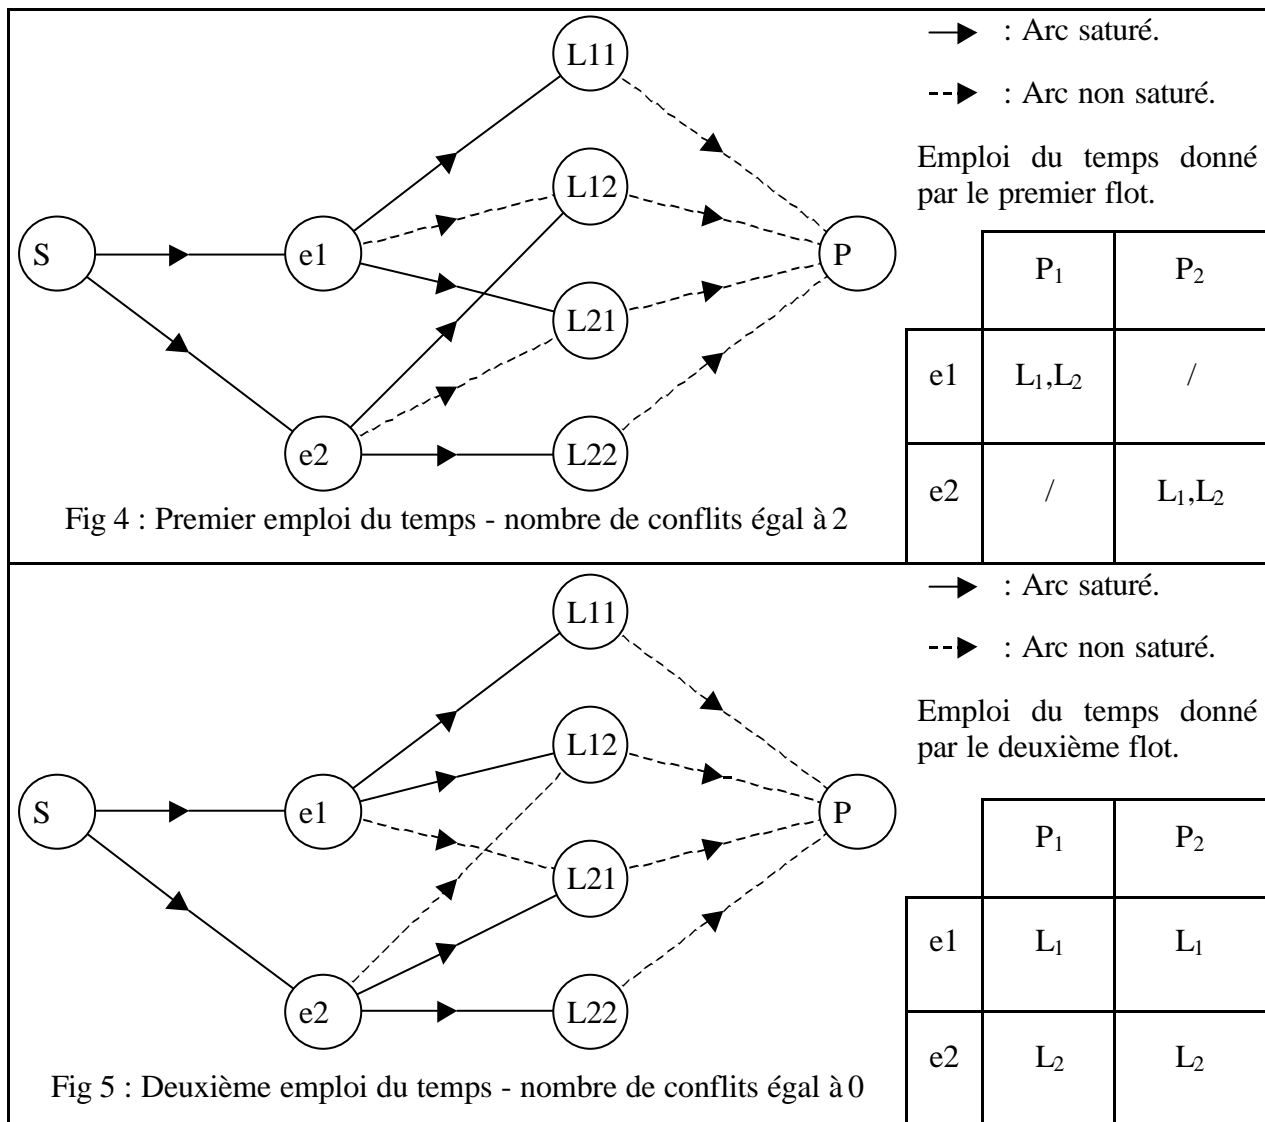 L11
L12
S
e1
P
L21
e2
L22
Fig 4 : Premier emploi du temps - nombre de conflits égal à 2
: Arc saturé.
: Arc non saturé.
Emploi du temps donné
par le premier flot.
P1 P2
e1 L1,L2 /
e2 / L1,L2
L11
L12
S
e1
P
L21
e2
L22
Fig 5 : Deuxième emploi du temps - nombre de conflits égal à 0
: Arc saturé.
: Arc non saturé.
Emploi du temps donné
par le deuxième flot.
P1 P2
e1 L1 L1
e2 L2 L2